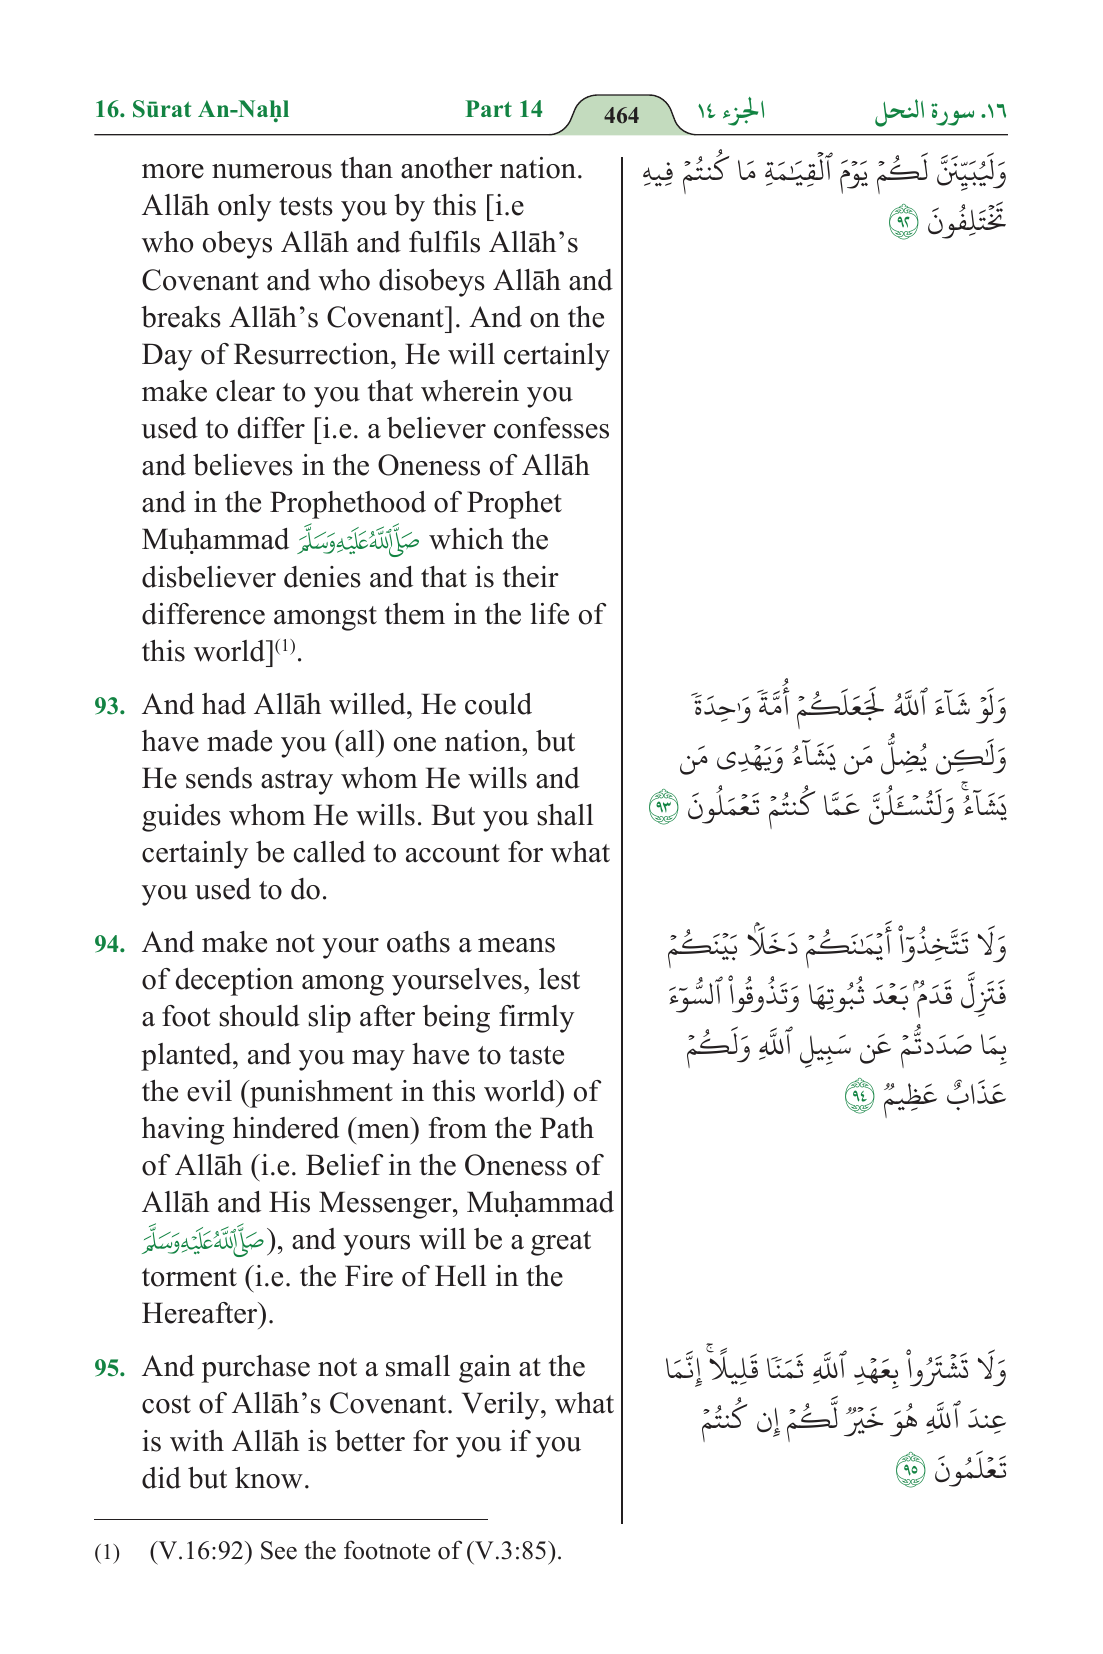 16. Sūrat An-Naḥl Part 14 464 الجزء ١٤ ١٦. سورة النحل
more numerous than another nation.
Allāh only tests you by this [i.e
who obeys Allāh and fulfils Allāh’s
Covenant and who disobeys Allāh and
breaks Allāh’s Covenant]. And on the
Day of Resurrection, He will certainly
make clear to you that wherein you
used to differ [i.e. a believer confesses
and believes in the Oneness of Allāh
and in the Prophethood of Prophet
Muḥammad صَلَّى ٱللَّهُ عَلَيْهِ وَسَلَّمَ which the
disbeliever denies and that is their
difference amongst them in the life of
this world](1).
93. And had Allāh willed, He could
have made you (all) one nation, but
He sends astray whom He wills and
guides whom He wills. But you shall
certainly be called to account for what
you used to do.
94. And make not your oaths a means
of deception among yourselves, lest
a foot should slip after being firmly
planted, and you may have to taste
the evil (punishment in this world) of
having hindered (men) from the Path
of Allāh (i.e. Belief in the Oneness of
Allāh and His Messenger, Muḥammad
صَلَّى ٱللَّهُ عَلَيْهِ وَسَلَّمَ), and yours will be a great
torment (i.e. the Fire of Hell in the
Hereafter).
95. And purchase not a small gain at the
cost of Allāh’s Covenant. Verily, what
is with Allāh is better for you if you
did but know.
وَلَيُبَيِّنَنَّ لَكُمۡ يَوۡمَ ٱلۡقِيَٰمَةِ مَا كُنتُمۡ فِيهِ
تَخۡتَلِفُونَ ٩٢
وَلَوۡ شَآءَ ٱللَّهُ لَجَعَلَكُمۡ أُمَّةٗ وَٰحِدَةٗ
وَلَٰكِن يُضِلُّ مَن يَشَآءُ وَيَهۡدِي مَن
يَشَآءُۚ وَلَتُسۡـَٔلُنَّ عَمَّا كُنتُمۡ تَعۡمَلُونَ ٩٣
وَلَا تَتَّخِذُوٓاْ أَيۡمَٰنَكُمۡ دَخَلَۢا بَيۡنَكُمۡ
فَتَزِلَّ قَدَمُۢ بَعۡدَ ثُبُوتِهَا وَتَذُوقُواْ ٱلسُّوٓءَ
بِمَا صَدَدتُّمۡ عَن سَبِيلِ ٱللَّهِ وَلَكُمۡ
عَذَابٌ عَظِيمٞ ٩٤
وَلَا تَشۡتَرُواْ بِعَهۡدِ ٱللَّهِ ثَمَنٗا قَلِيلًاۚ إِنَّمَا
عِندَ ٱللَّهِ هُوَ خَيۡرٞ لَّكُمۡ إِن كُنتُمۡ
تَعۡلَمُونَ ٩٥
(1) (V.16:92) See the footnote of (V.3:85).